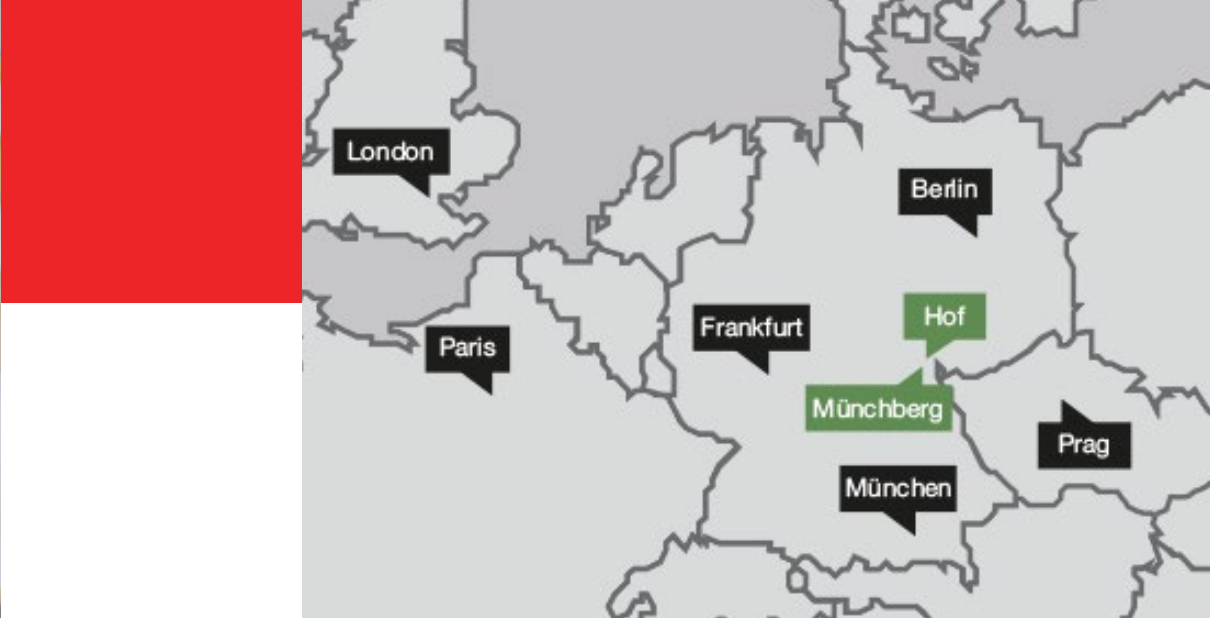 London
Berlin
Hof
Frankfurt
Paris
Münchberg
Prag
München